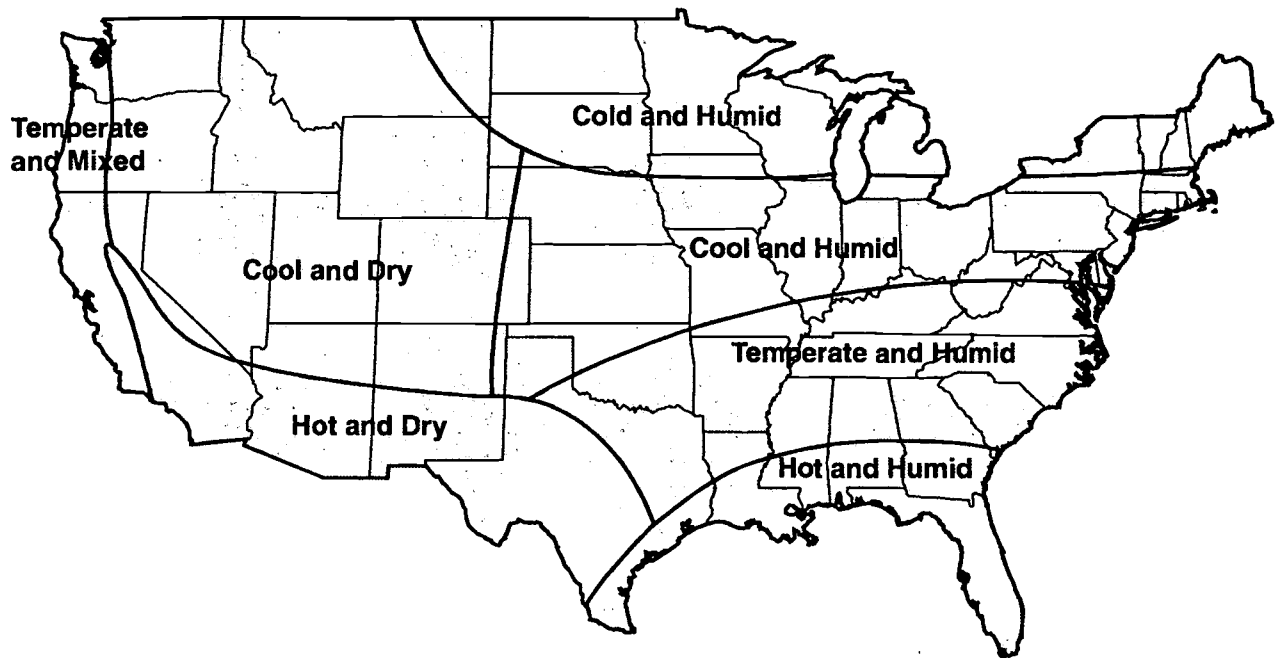 Cold and Humid
Temperate
and Mixed
Cool and Humid
Cool and Dry
Temperate and Humid
Hot and Dry
Hot and Humid